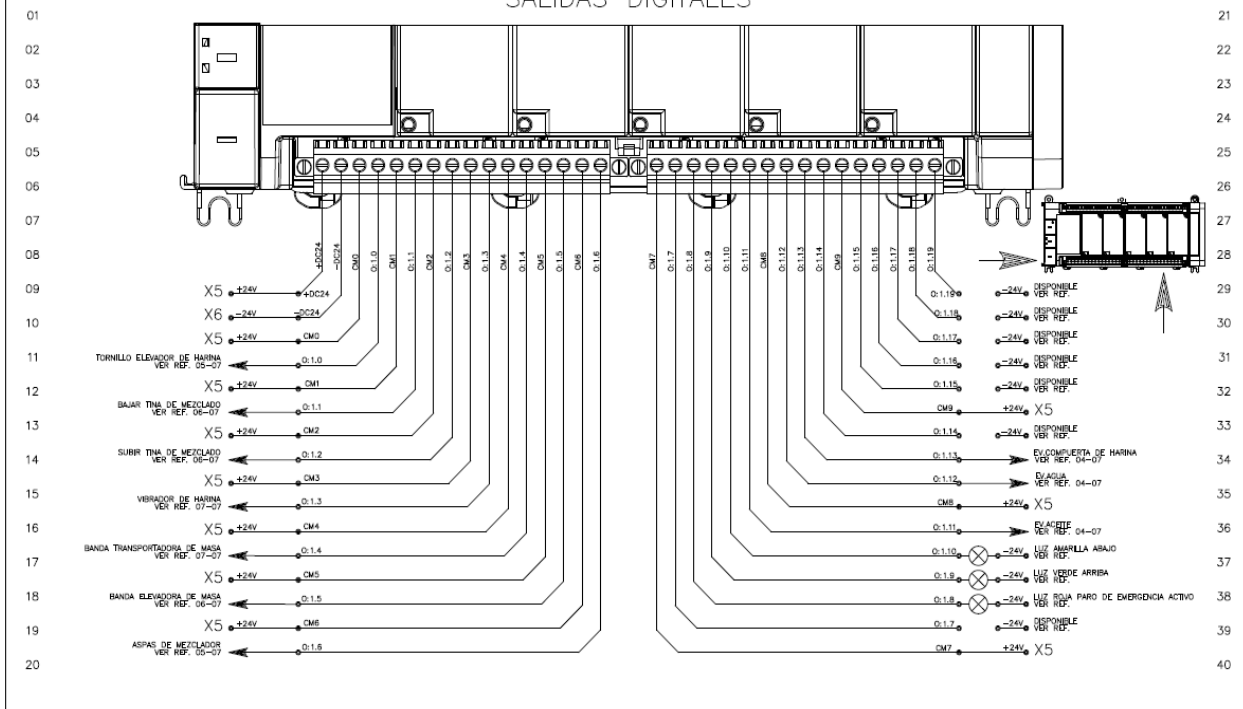 SALIDAS DIGITALES
01
02
03
04
05
06
07
08
09
10
11
12
13
14
15
16
17
18
19
20
21
22
23
24
25
26
27
28
29
30
31
32
33
34
35
36
37
38
39
40
+DC24
-DC24
CM0
O:1.0
CM1
O:1.1
CM2
O:1.2
CM3
O:1.3
CM4
O:1.4
CM5
O:1.5
CM6
O:1.6
CM7
O:1.7
O:1.8
O:1.9
O:1.10
O:1.11
CM8
O:1.12
O:1.13
O:1.14
CM9
O:1.15
O:1.16
O:1.17
O:1.18
O:1.19
X5 +24V +DC24
X6 -24V -DC24
X5 +24V CM0
TORNILLO ELEVADOR DE HARINA
VER REF. 05-07 O:1.0
X5 +24V CM1
BAJAR TINA DE MEZCLADO
VER REF. 06-07 O:1.1
X5 +24V CM2
SUBIR TINA DE MEZCLADO
VER REF. 06-07 O:1.2
X5 +24V CM3
VIBRADOR DE HARINA
VER REF. 07-07 O:1.3
X5 +24V CM4
BANDA TRANSPORTADORA DE MASA
VER REF. 07-07 O:1.4
X5 +24V CM5
BANDA ELEVADORA DE MASA
VER REF. 06-07 O:1.5
X5 +24V CM6
ASPAS DE MEZCLADOR
VER REF. 05-07 O:1.6
O:1.19 -24V DISPONIBLE
VER REF.
O:1.18 -24V DISPONIBLE
VER REF.
O:1.17 -24V DISPONIBLE
VER REF.
O:1.16 -24V DISPONIBLE
VER REF.
O:1.15 -24V DISPONIBLE
VER REF.
CM9 +24V X5
O:1.14 -24V DISPONIBLE
VER REF.
O:1.13 EV.COMPUERTA DE HARINA
VER REF. 04-07
O:1.12 EV.AGUA
VER REF. 04-07
CM8 +24V X5
O:1.11 EV.ACEITE
VER REF. 04-07
O:1.10 -24V LUZ AMARILLA ABAJO
VER REF.
O:1.9 -24V LUZ VERDE ARRIBA
VER REF.
O:1.8 -24V LUZ ROJA PARO DE EMERGENCIA ACTIVO
VER REF.
O:1.7 -24V DISPONIBLE
VER REF.
CM7 +24V X5